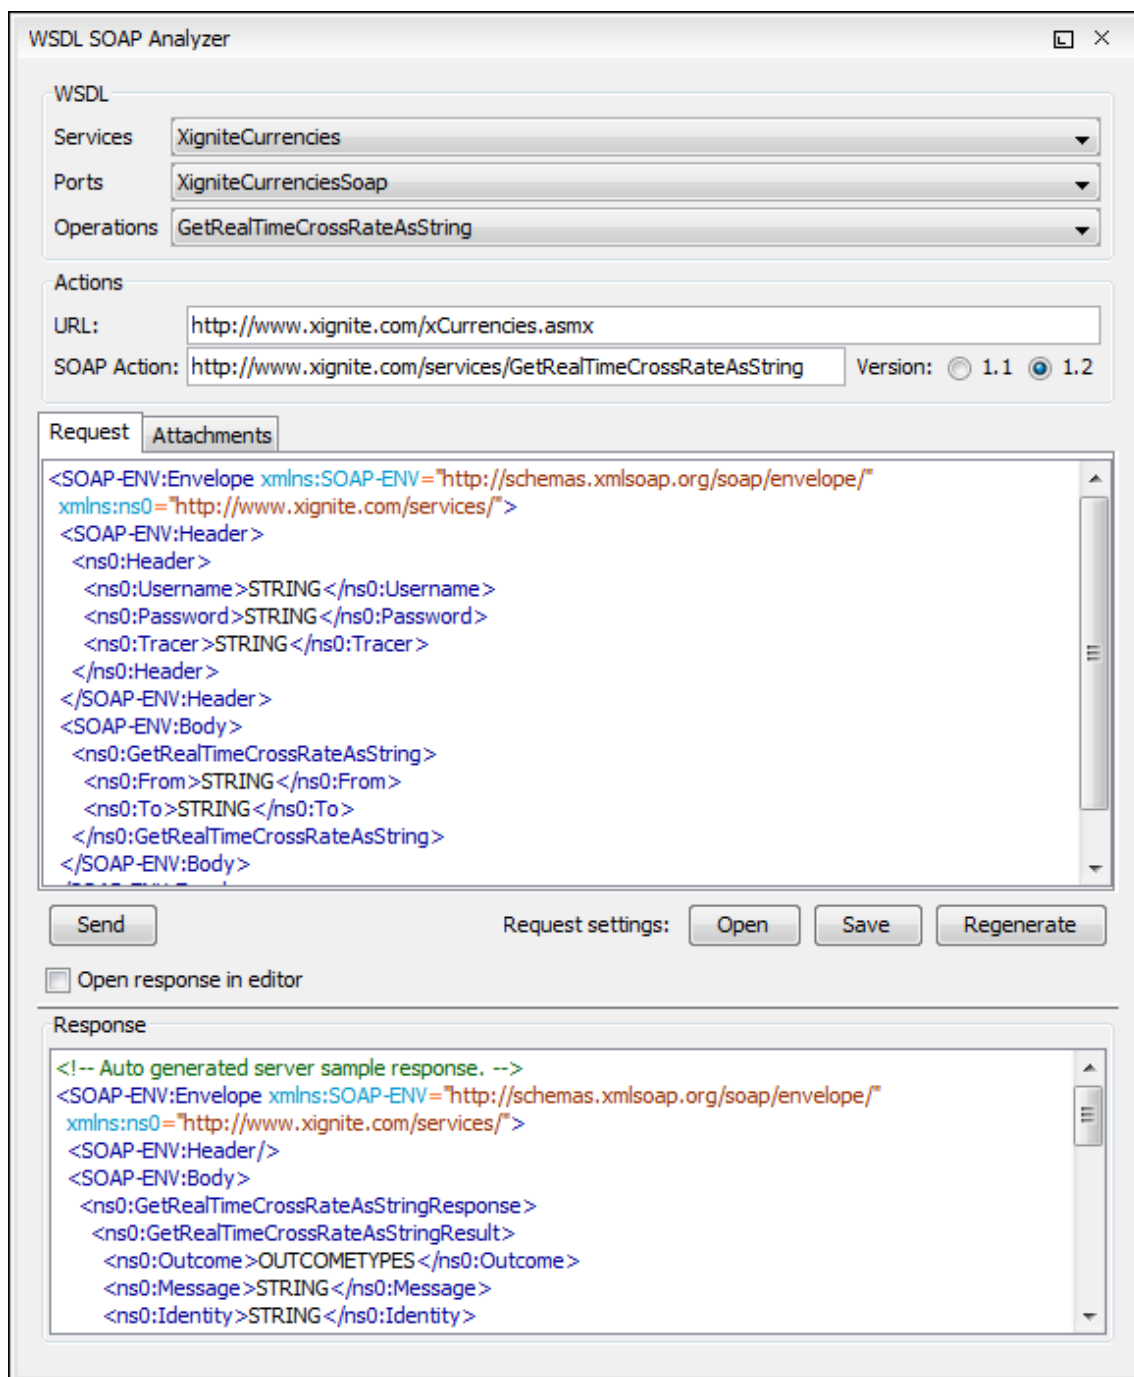 WSDL SOAP Analyzer
WSDL
Services XigniteCurrencies
Ports XigniteCurrenciesSoap
Operations GetRealTimeCrossRateAsString
Actions
URL: http://www.xignite.com/xCurrencies.asmx
SOAP Action: http://www.xignite.com/services/GetRealTimeCrossRateAsString Version: 1.1 1.2
Request Attachments
<SOAP-ENV:Envelope xmlns:SOAP-ENV="http://schemas.xmlsoap.org/soap/envelope/"
xmlns:ns0="http://www.xignite.com/services/">
<SOAP-ENV:Header>
<ns0:Header>
<ns0:Username>STRING</ns0:Username>
<ns0:Password>STRING</ns0:Password>
<ns0:Tracer>STRING</ns0:Tracer>
</ns0:Header>
</SOAP-ENV:Header>
<SOAP-ENV:Body>
<ns0:GetRealTimeCrossRateAsString>
<ns0:From>STRING</ns0:From>
<ns0:To>STRING</ns0:To>
</ns0:GetRealTimeCrossRateAsString>
</SOAP-ENV:Body>
Send Request settings: Open Save Regenerate
Open response in editor
Response
<!-- Auto generated server sample response. -->
<SOAP-ENV:Envelope xmlns:SOAP-ENV="http://schemas.xmlsoap.org/soap/envelope/"
xmlns:ns0="http://www.xignite.com/services/">
<SOAP-ENV:Header/>
<SOAP-ENV:Body>
<ns0:GetRealTimeCrossRateAsStringResponse>
<ns0:GetRealTimeCrossRateAsStringResult>
<ns0:Outcome>OUTCOMETYPES</ns0:Outcome>
<ns0:Message>STRING</ns0:Message>
<ns0:Identity>STRING</ns0:Identity>